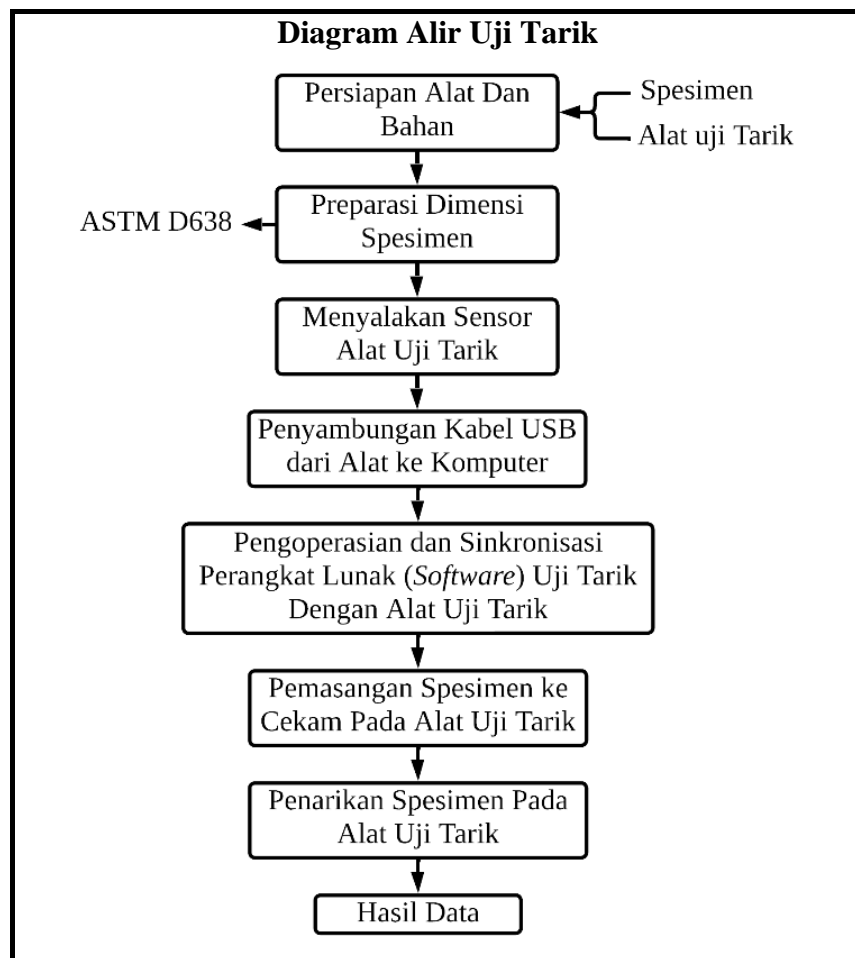 Diagram Alir Uji Tarik
Persiapan Alat Dan
Bahan
Spesimen
Alat uji Tarik
Preparasi Dimensi
Spesimen
ASTM D638
Menyalakan Sensor
Alat Uji Tarik
Penyambungan Kabel USB
dari Alat ke Komputer
Pengoperasian dan Sinkronisasi
Perangkat Lunak (Software) Uji Tarik
Dengan Alat Uji Tarik
Pemasangan Spesimen ke
Cekam Pada Alat Uji Tarik
Penarikan Spesimen Pada
Alat Uji Tarik
Hasil Data